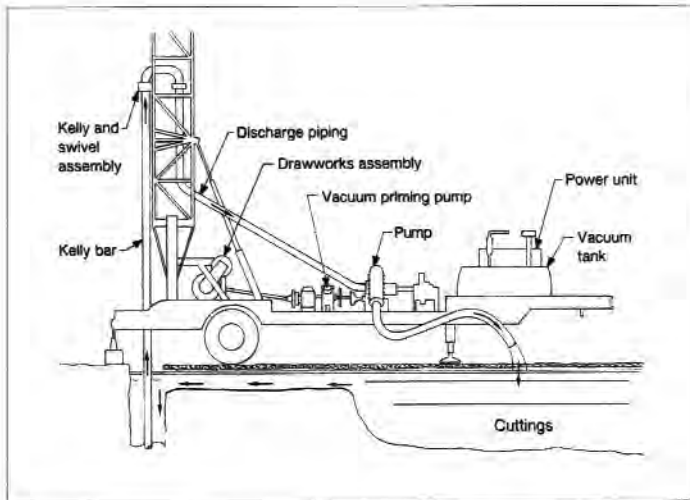 Kelly and
swivel
assembly
Discharge piping
Drawworks assembly
Vacuum priming pump
Pump
Power unit
Vacuum
tank
Kelly bar
Cuttings